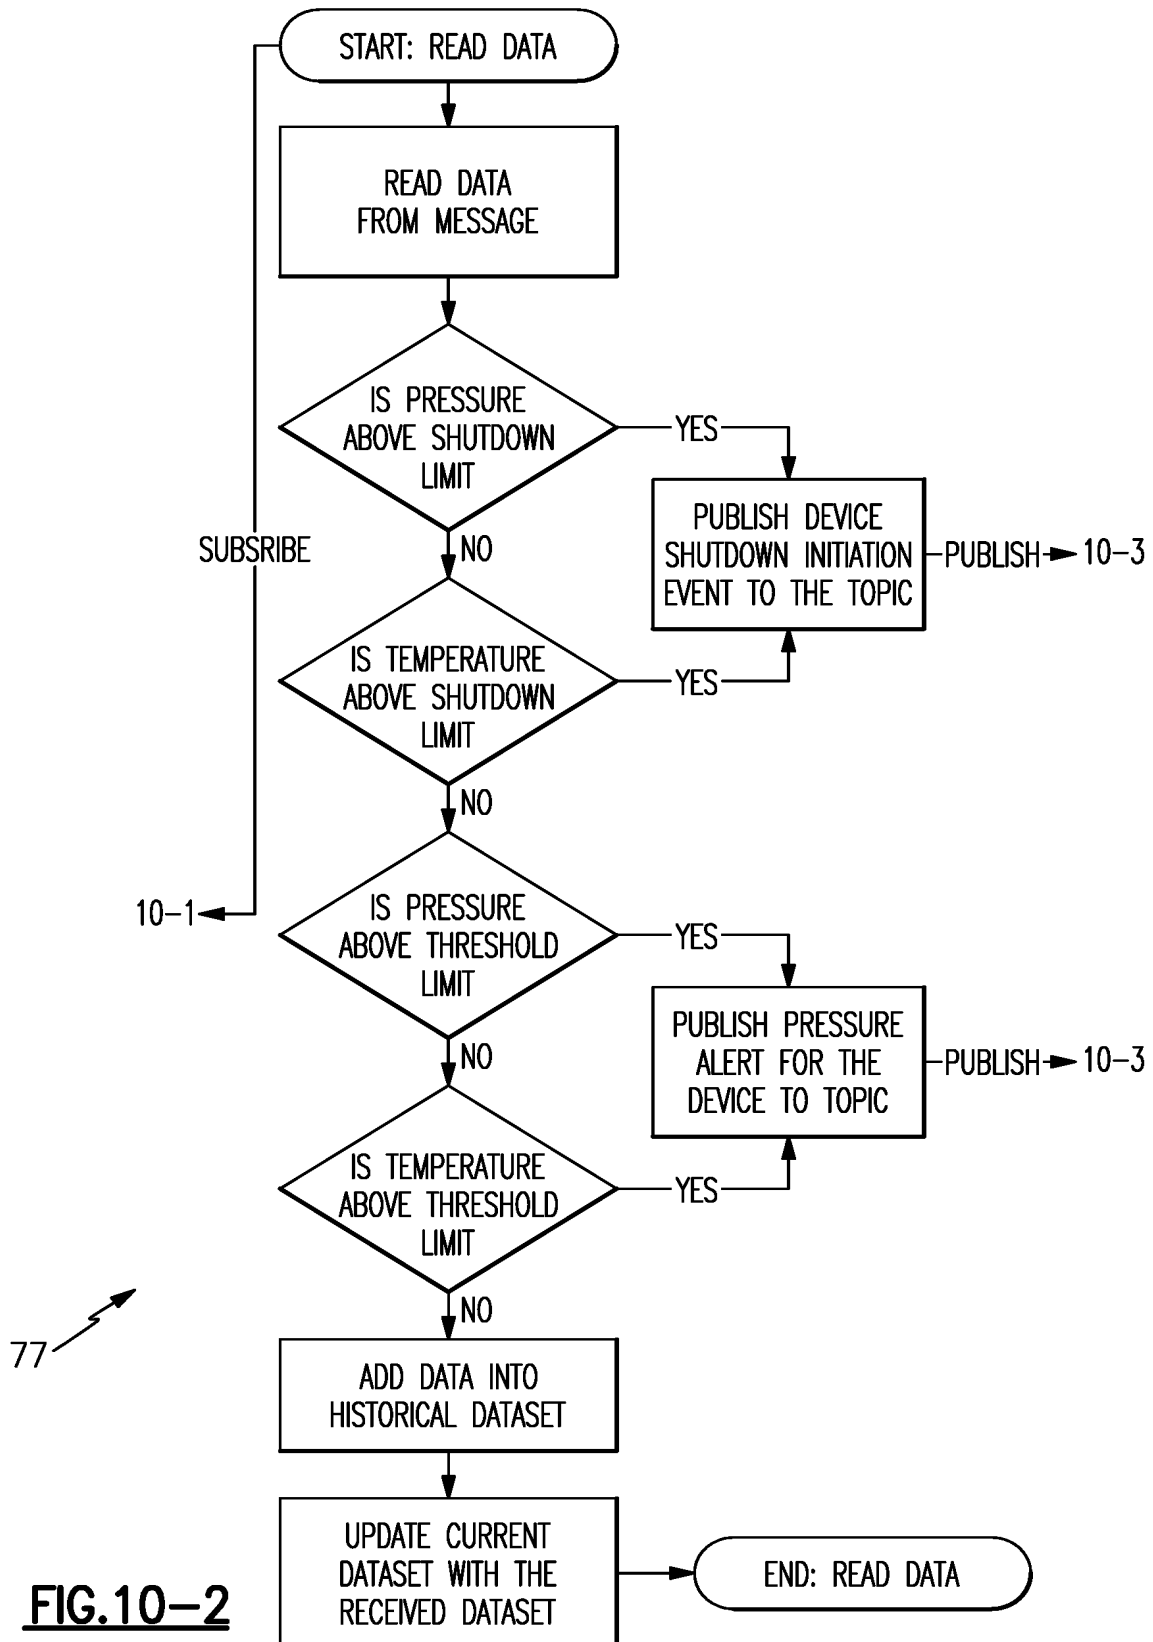 START: READ DATA
READ DATA
FROM MESSAGE
IS PRESSURE
ABOVE SHUTDOWN
LIMIT
YES
PUBLISH DEVICE
SHUTDOWN INITIATION
EVENT TO THE TOPIC
PUBLISH
10-3
SUBSRIBE
NO
IS TEMPERATURE
ABOVE SHUTDOWN
LIMIT
YES
NO
10-1
IS PRESSURE
ABOVE THRESHOLD
LIMIT
YES
PUBLISH PRESSURE
ALERT FOR THE
DEVICE TO TOPIC
PUBLISH
10-3
NO
IS TEMPERATURE
ABOVE THRESHOLD
LIMIT
YES
NO
77
ADD DATA INTO
HISTORICAL DATASET
UPDATE CURRENT
DATASET WITH THE
RECEIVED DATASET
END: READ DATA
FIG.10-2